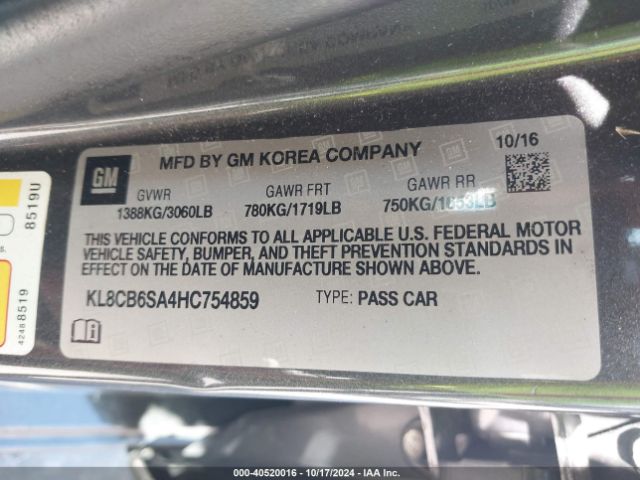 MFD BY GM KOREA COMPANY
10/16
GM
GVWR GAWR FRT GAWR RR
1388KG/3060LB 780KG/1719LB 750KG/1653LB
THIS VEHICLE CONFORMS TO ALL APPLICABLE U.S. FEDERAL MOTOR
VEHICLE SAFETY, BUMPER, AND THEFT PREVENTION STANDARDS IN
EFFECT ON THE DATE OF MANUFACTURE SHOWN ABOVE.
KL8CB6SA4HC754859 TYPE: PASS CAR
8519U
42488519
000-40520016 - 10/17/2024 - IAA Inc.